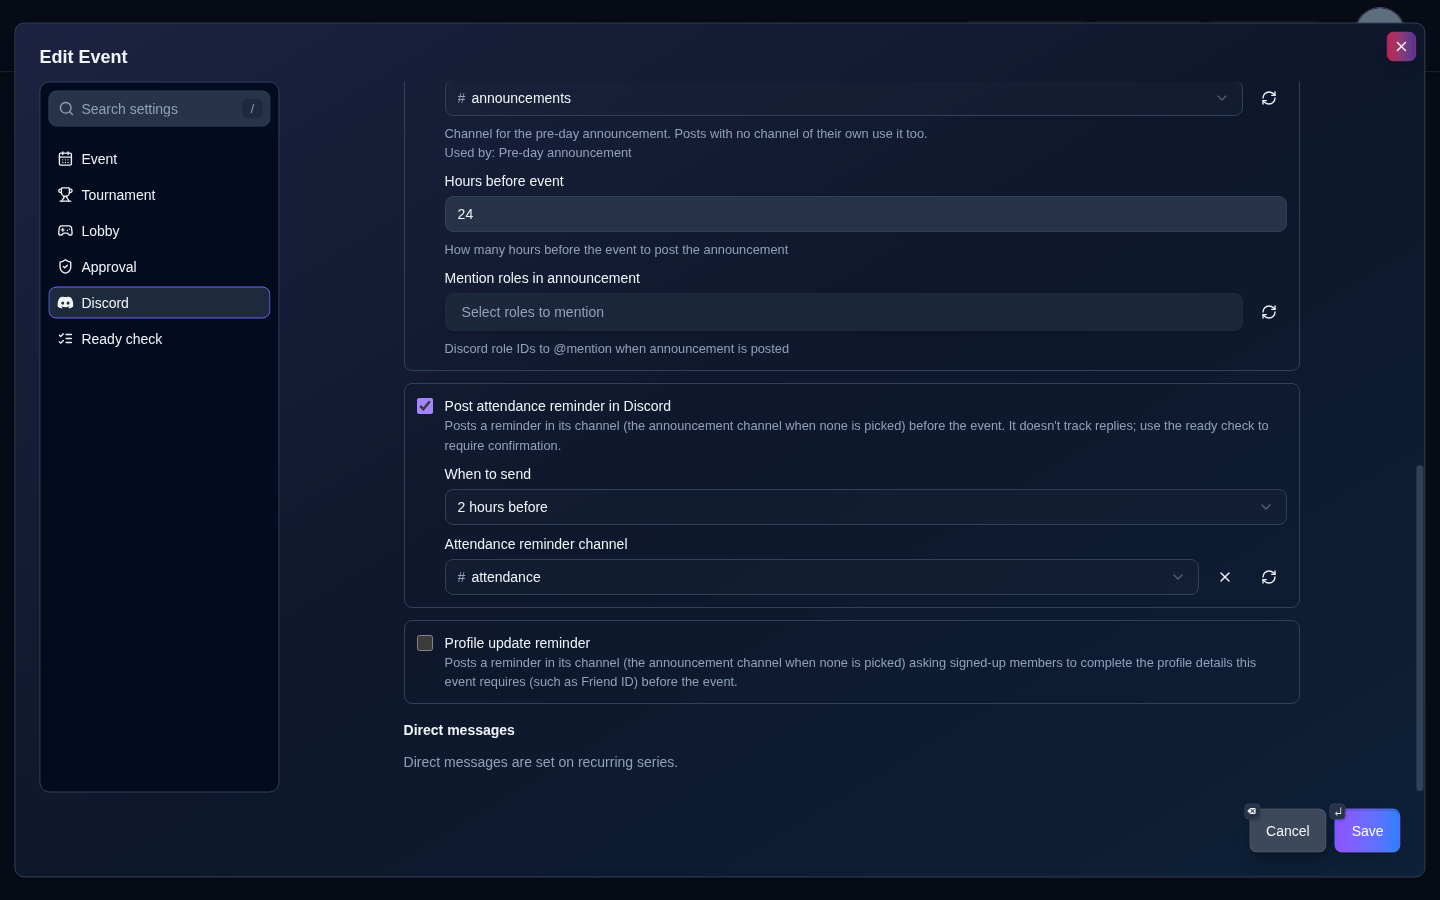 Edit Event
Search settings /
Event
Tournament
Lobby
Approval
Discord
Ready check
# announcements
Channel for the pre-day announcement. Posts with no channel of their own use it too.
Used by: Pre-day announcement
Hours before event
24
How many hours before the event to post the announcement
Mention roles in announcement
Select roles to mention
Discord role IDs to @mention when announcement is posted
Post attendance reminder in Discord
Posts a reminder in its channel (the announcement channel when none is picked) before the event. It doesn't track replies; use the ready check to
require confirmation.
When to send
2 hours before
Attendance reminder channel
# attendance
Profile update reminder
Posts a reminder in its channel (the announcement channel when none is picked) asking signed-up members to complete the profile details this
event requires (such as Friend ID) before the event.
Direct messages
Direct messages are set on recurring series.
Cancel
Save